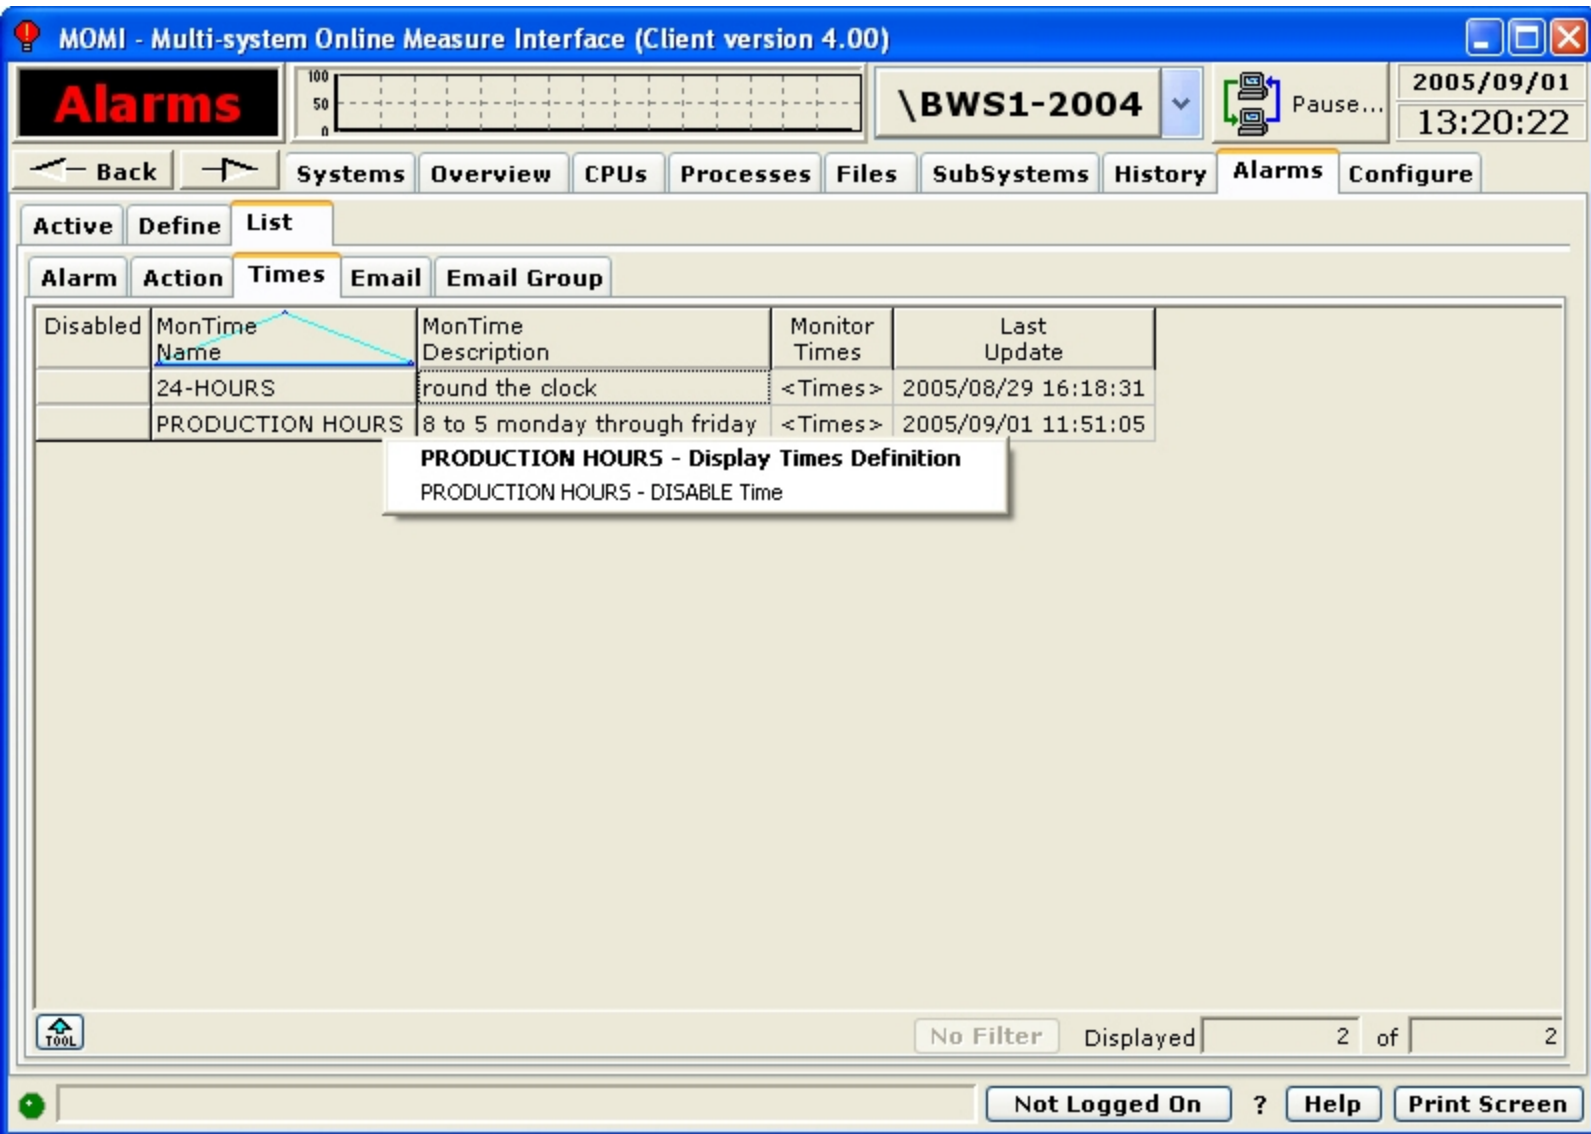 MOMI - Multi-system Online Measure Interface (Client version 4.00)
Alarms
100
50
0
\BWS1-2004
Pause...
2005/09/01
13:20:22
Back
Systems Overview CPUs Processes Files SubSystems History Alarms Configure
Active Define List
Alarm Action Times Email Email Group
Disabled MonTime Name MonTime Description Monitor Times Last Update
24-HOURS round the clock <Times> 2005/08/29 16:18:31
PRODUCTION HOURS 8 to 5 monday through friday <Times> 2005/09/01 11:51:05
PRODUCTION HOURS - Display Times Definition
PRODUCTION HOURS - DISABLE Time
TOOL
No Filter Displayed 2 of 2
Not Logged On ? Help Print Screen